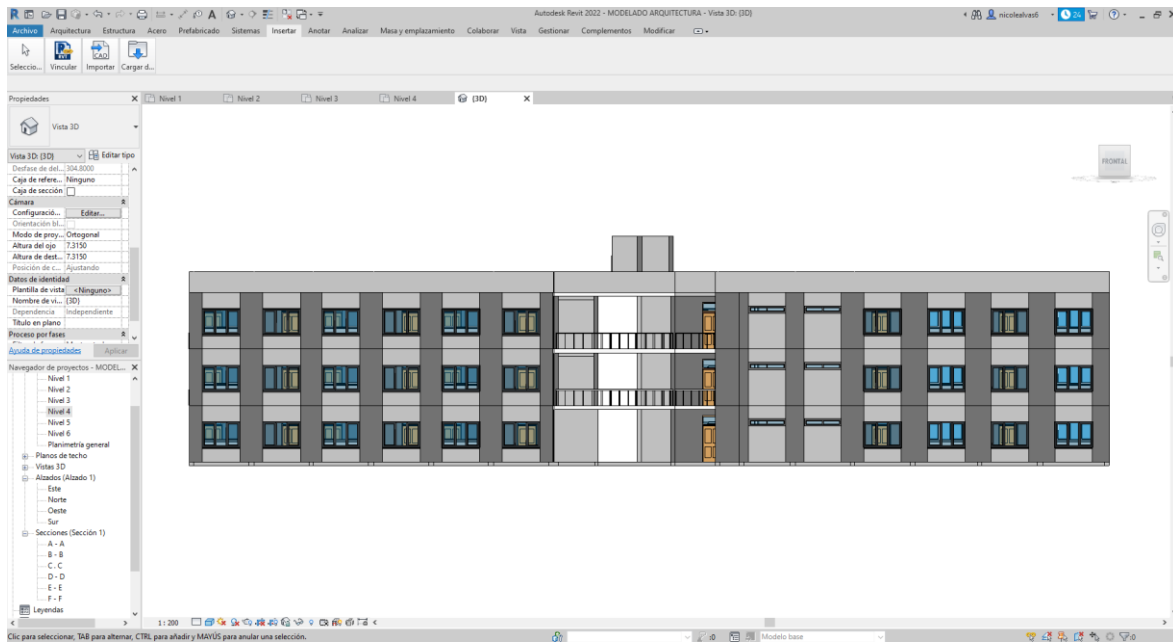 Autodesk Revit 2022 - MODELADO ARQUITECTURA - Vista 3D: {3D}
nicolealvas6
24
Archivo Arquitectura Estructura Acero Prefabricado Sistemas Insertar Anotar Analizar Masa y emplazamiento Colaborar Vista Gestionar Complementos Modificar
Seleccio... Vincular Importar Cargar d...
Propiedades
Nivel 1 Nivel 2 Nivel 3 Nivel 4 {3D}
Vista 3D
Vista 3D: {3D} Editar tipo
Desfase de del... 304.8000
Caja de refere... Ninguno
Caja de sección
Cámara
Configuració... Editar...
Orientación bl...
Modo de proy... Ortogonal
Altura del ojo 7.3150
Altura de dest... 7.3150
Posición de c... Ajustando
Datos de identidad
Plantilla de vista <Ninguno>
Nombre de vi... {3D}
Dependencia Independiente
Título en plano
Proceso por fases
Ayuda de propiedades Aplicar
Navegador de proyectos - MODEL...
Nivel 1
Nivel 2
Nivel 3
Nivel 4
Nivel 5
Nivel 6
Planimetría general
Planos de techo
Vistas 3D
Alzados (Alzado 1)
Este
Norte
Oeste
Sur
Secciones (Sección 1)
A - A
B - B
C . C
D - D
E - E
F - F
Leyendas
FRONTAL
1 : 200
Clic para seleccionar, TAB para alternar, CTRL para añadir y MAYÚS para anular una selección.
:0
Modelo base
:0